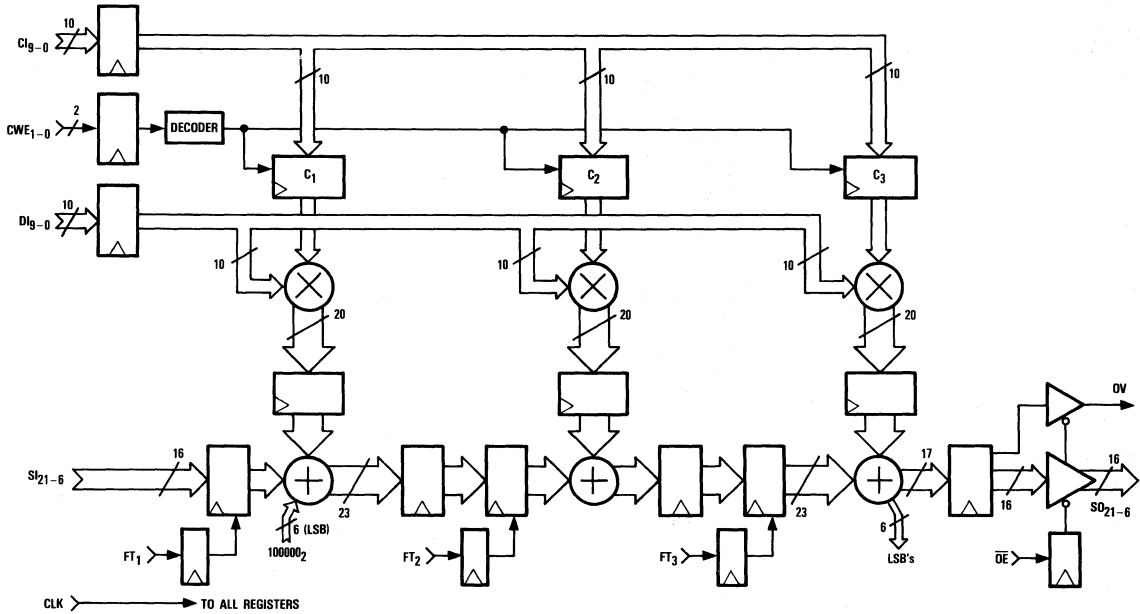 10
CI9–0
10
10
10
2
CWE1–0
DECODER
C1
C2
C3
10
DI9–0
10
10
10
20
20
20
OV
16
SI21–6
23
23
17
16
16
SO21–6
6 (LSB)
1000002
6
LSB's
FT1
FT2
FT3
OE
CLK
TO ALL REGISTERS